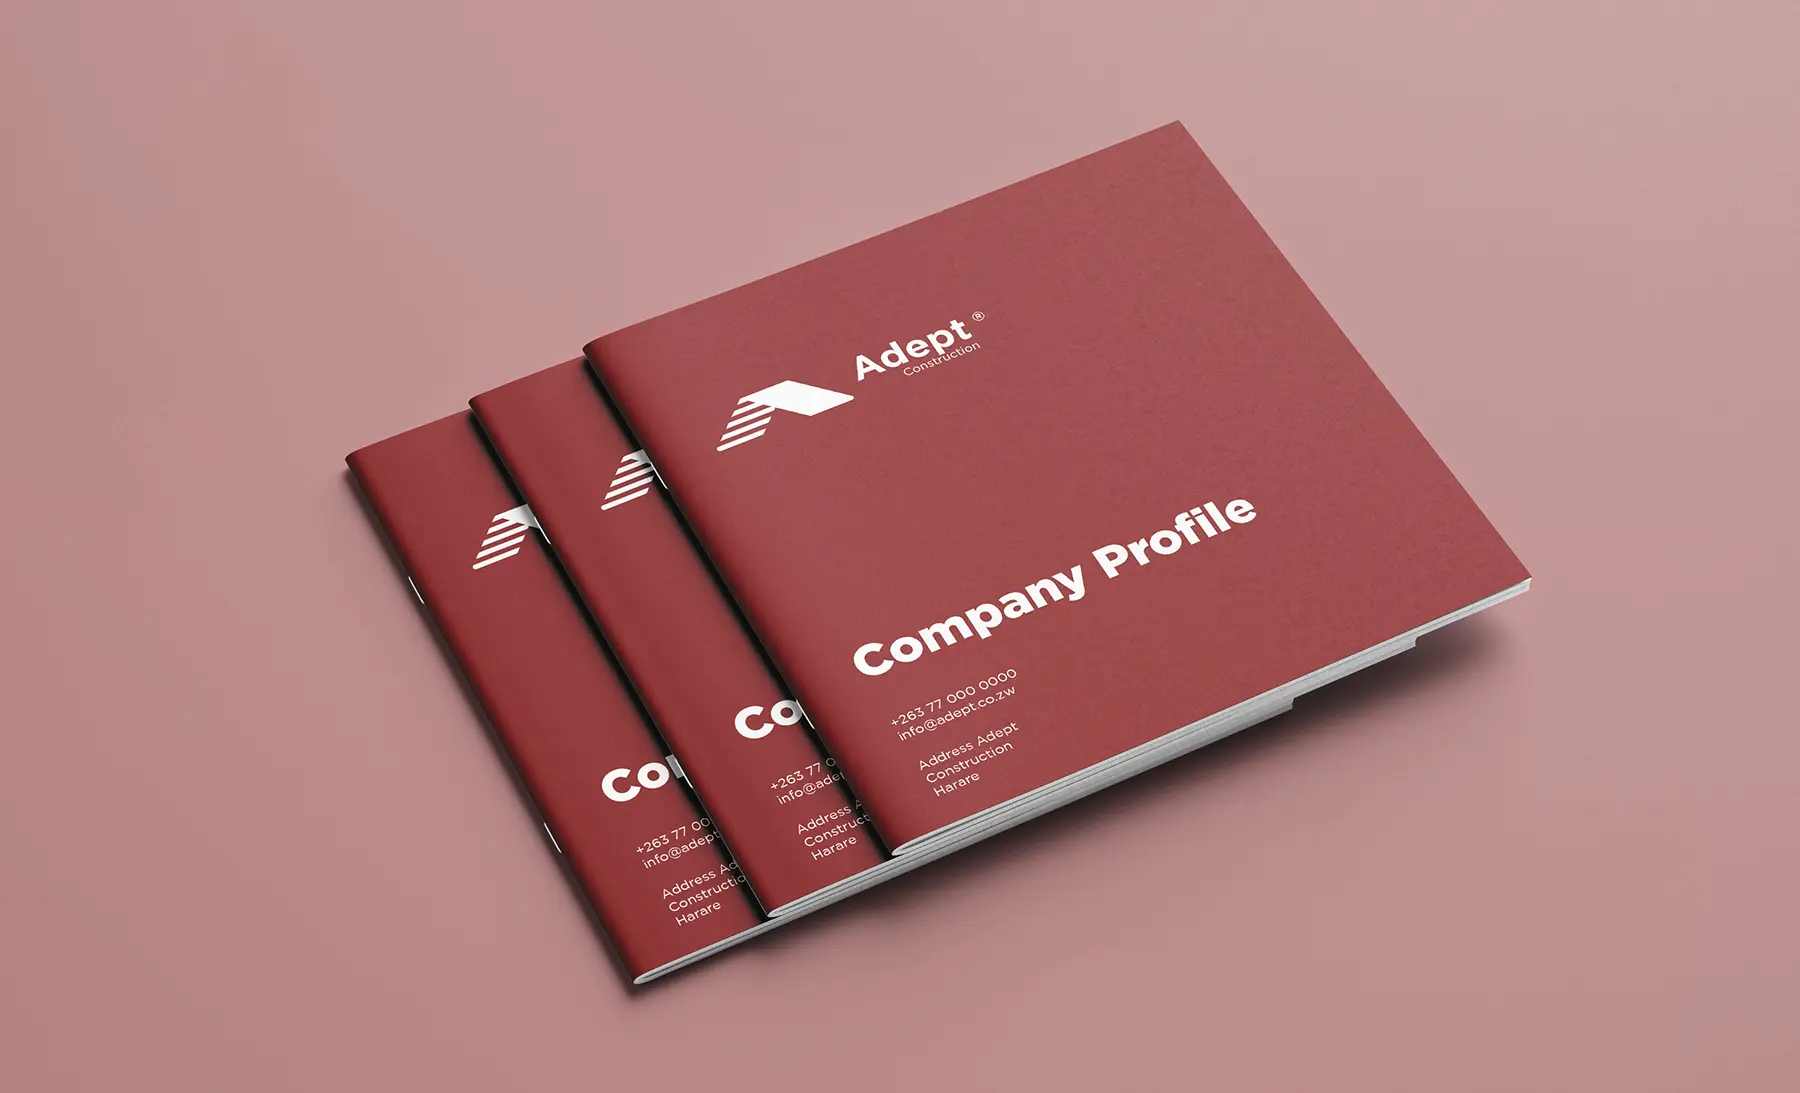 Adept ®
Construction
Company Profile
+263 77 000 0000
info@adept.co.zw
Address Adept
Construction
Harare
Co
+263 77 0
info@ade
Address A
Construct
Harare
Co
+263 77 00
info@adept
Address Ad
Constructio
Harare